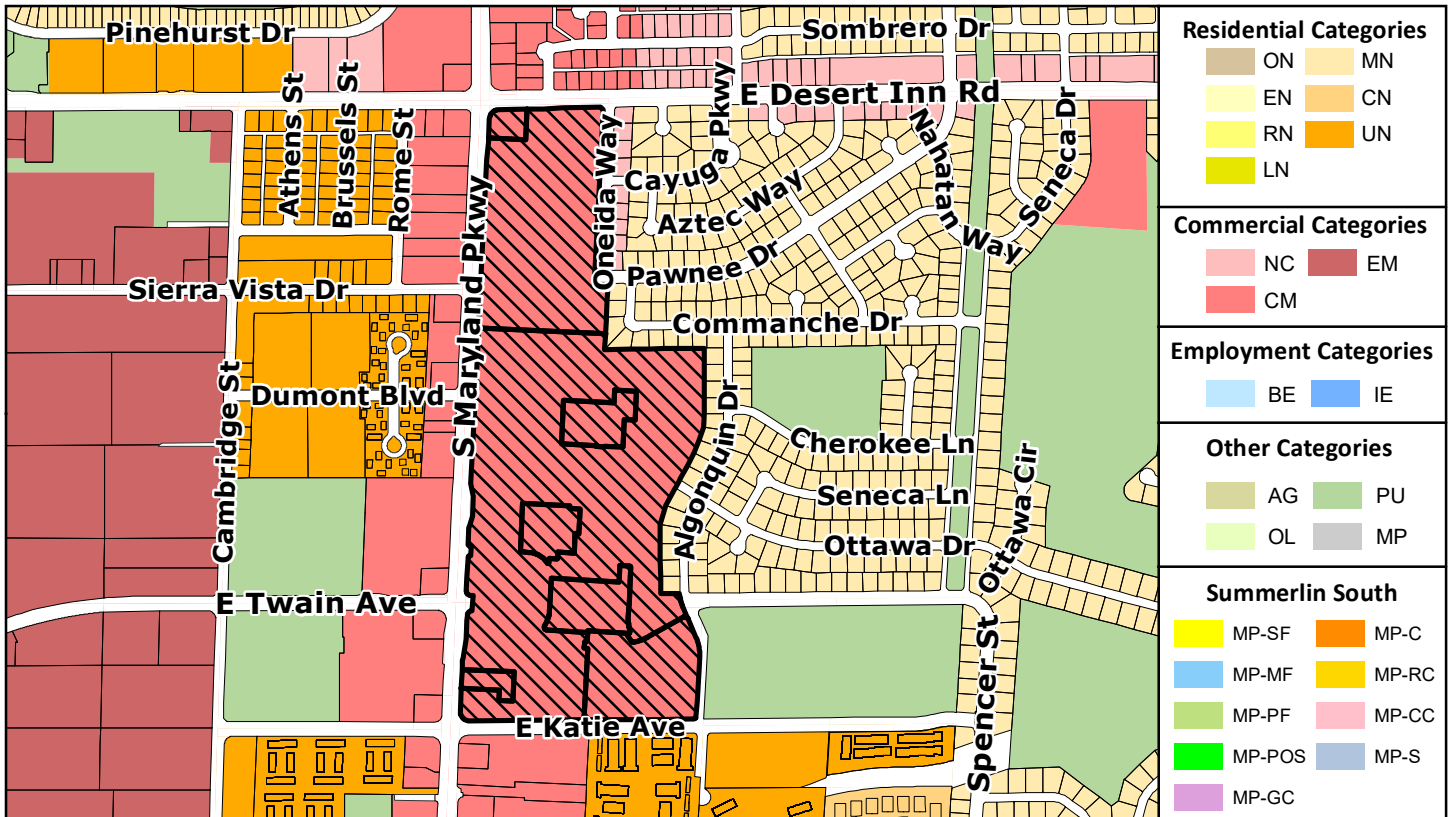 Pinehurst Dr
Sombrero Dr
E Desert Inn Rd
Athens St
Brussels St
Rome St
S Maryland Pkwy
Oneida Way
Cayuga Pkwy
Aztec Way
Pawnee Dr
Nahatan Way
Seneca Dr
Sierra Vista Dr
Commanche Dr
Cambridge St
Dumont Blvd
Algonquin Dr
Cherokee Ln
Seneca Ln
Ottawa Dr
Ottawa Cir
E Twain Ave
Spencer St
E Katie Ave
Residential Categories
ON MN
EN CN
RN UN
LN
Commercial Categories
NC EM
CM
Employment Categories
BE IE
Other Categories
AG PU
OL MP
Summerlin South
MP-SF MP-C
MP-MF MP-RC
MP-PF MP-CC
MP-POS MP-S
MP-GC